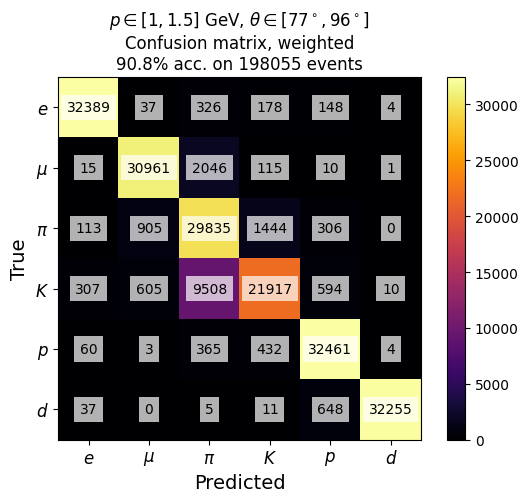 p ∈ [1, 1.5] GeV, θ ∈ [77°, 96°]
Confusion matrix, weighted
90.8% acc. on 198055 events
True
e 32389 37 326 178 148 4
μ 15 30961 2046 115 10 1
π 113 905 29835 1444 306 0
K 307 605 9508 21917 594 10
p 60 3 365 432 32461 4
d 37 0 5 11 648 32255
e μ π K p d
Predicted
30000
25000
20000
15000
10000
5000
0